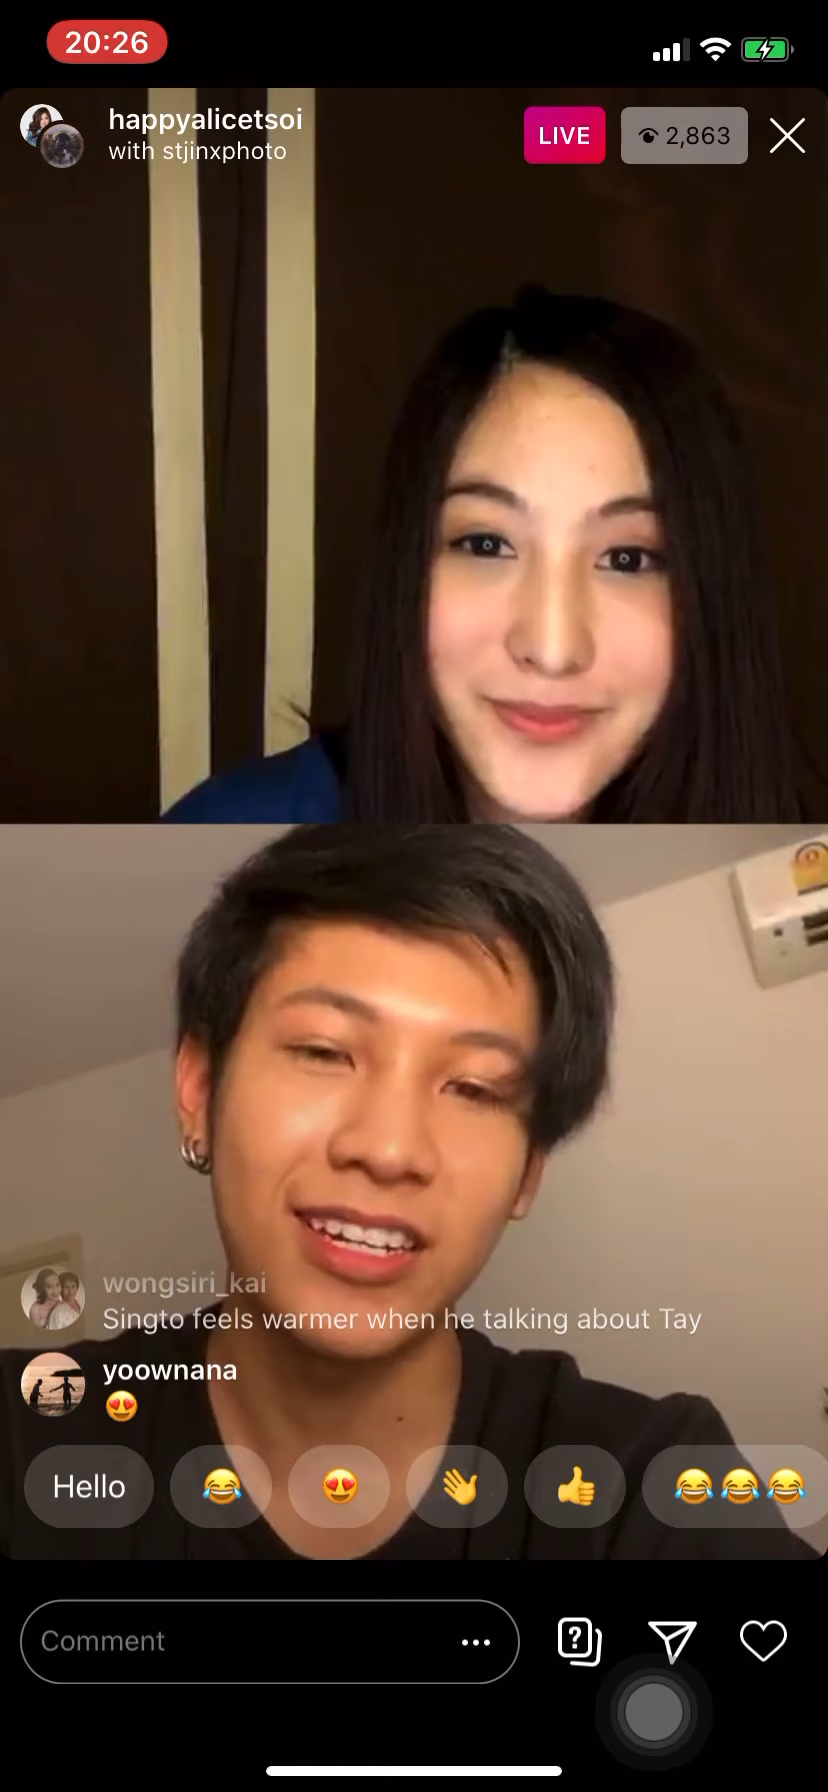 20:26
happyalicetsoi
with stjinxphoto
LIVE
2,863
wongsiri_kai
Singto feels warmer when he talking about Tay
yoownana
😍
Hello 😂 😍 👋 👍 😂😂😂
Comment